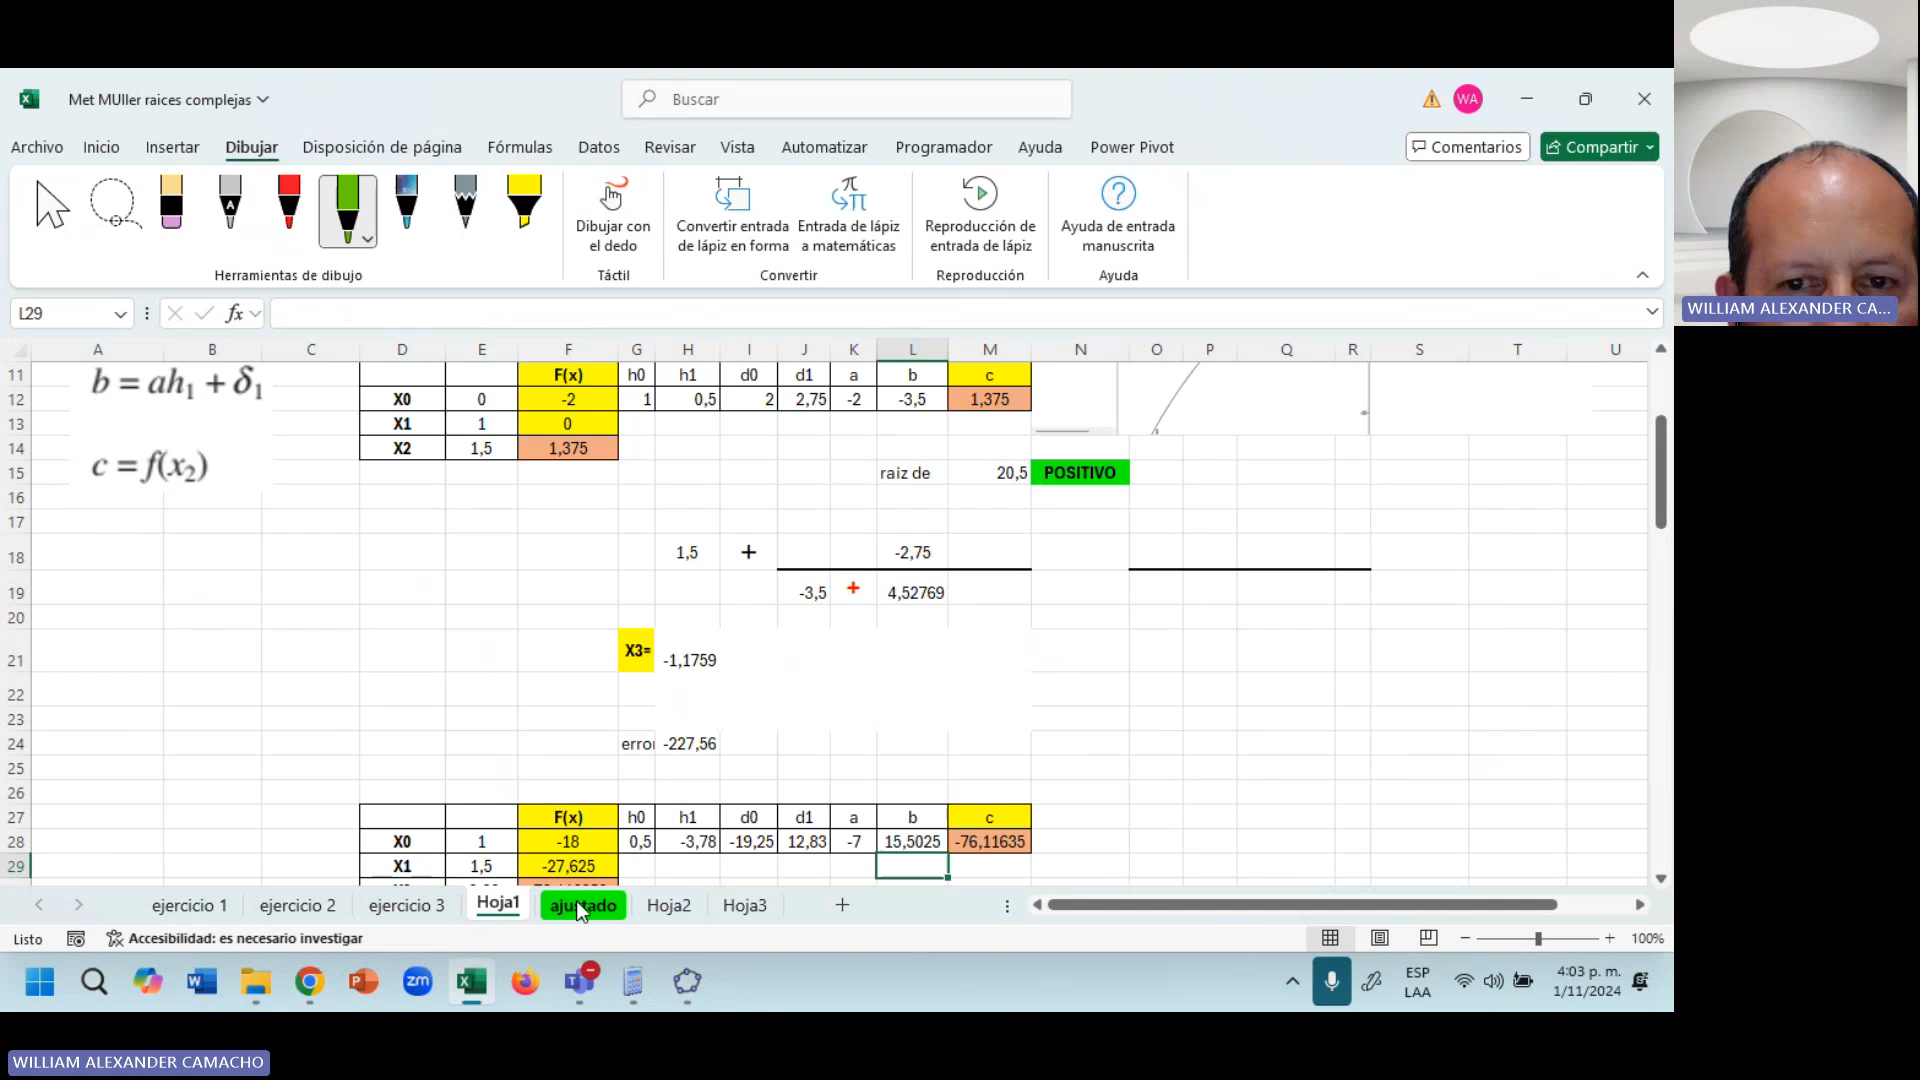 Met MUller raices complejas
Buscar
WA
Archivo Inicio Insertar Dibujar Disposición de página Fórmulas Datos Revisar Vista Automatizar Programador Ayuda Power Pivot
Comentarios Compartir
Dibujar con el dedo
Convertir entrada de lápiz en forma
Entrada de lápiz a matemáticas
Reproducción de entrada de lápiz
Ayuda de entrada manuscrita
Herramientas de dibujo Táctil Convertir Reproducción Ayuda
WILLIAM ALEXANDER CA...
L29 fx
A B C D E F G H I J K L M N O P Q R S T U
11 b = ah₁ + δ₁ F(x) h0 h1 d0 d1 a b c
12 X0 0 -2 1 0,5 2 2,75 -2 -3,5 1,375
13 X1 1 0
14 c = f(x₂) X2 1,5 1,375
15 raiz de 20,5 POSITIVO
16
17
18 1,5 + -2,75
19 -3,5 + 4,52769
20
21 X3= -1,1759
22
23
24 error -227,56
25
26
27 F(x) h0 h1 d0 d1 a b c
28 X0 1 -18 0,5 -3,78 -19,25 12,83 -7 15,5025 -76,11635
29 X1 1,5 -27,625
ejercicio 1 ejercicio 2 ejercicio 3 Hoja1 ajustado Hoja2 Hoja3
Listo Accesibilidad: es necesario investigar 100%
zm ESP LAA 4:03 p. m. 1/11/2024
WILLIAM ALEXANDER CAMACHO